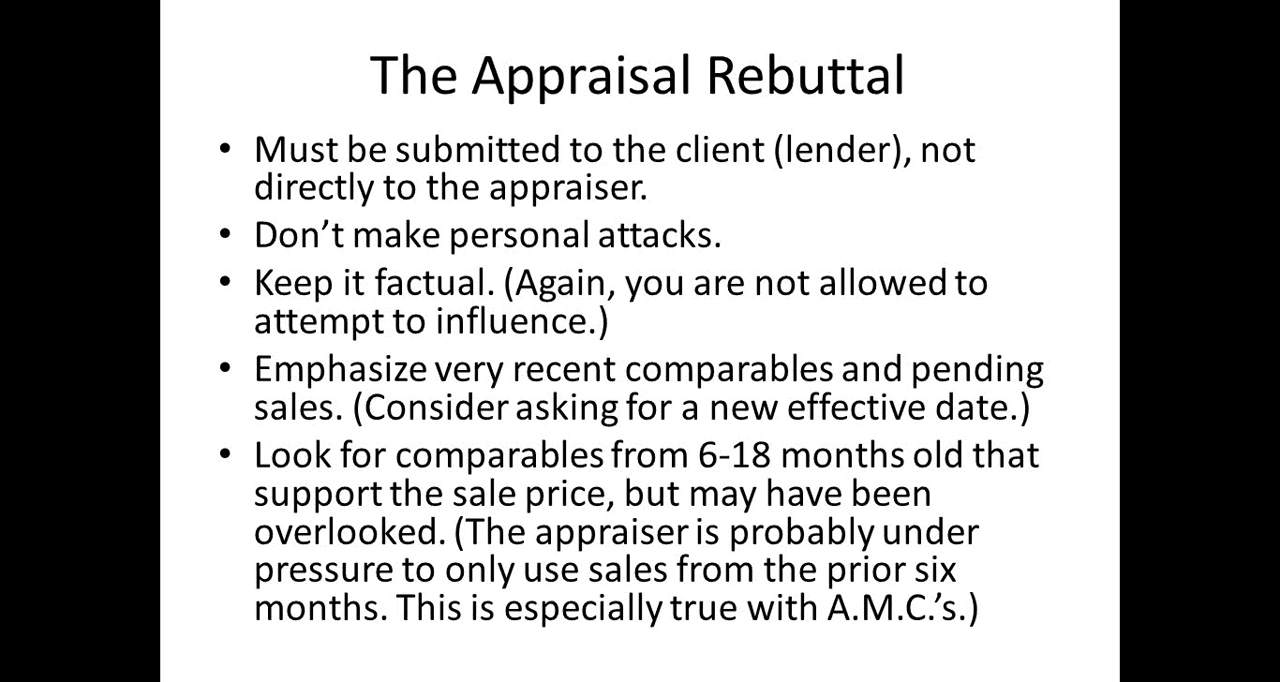 The Appraisal Rebuttal
• Must be submitted to the client (lender), not
directly to the appraiser.
• Don’t make personal attacks.
• Keep it factual. (Again, you are not allowed to
attempt to influence.)
• Emphasize very recent comparables and pending
sales. (Consider asking for a new effective date.)
• Look for comparables from 6-18 months old that
support the sale price, but may have been
overlooked. (The appraiser is probably under
pressure to only use sales from the prior six
months. This is especially true with A.M.C.’s.)